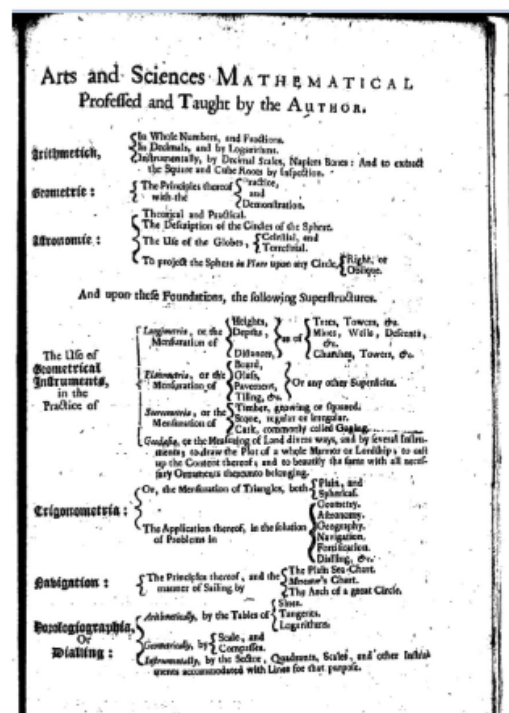 Arts and Sciences MATHEMATICAL
Professed and Taught by the AUTHOR.
In Whole Numbers, and Fractions.
Arithmetick, In Decimals, and by Logarithms.
Instrumentally, by Decimal Scales, Napiers Bones: And to extract
the Square and Cube Roots by Inspection.
Geometrie: The Principles thereof with the Practice, and Demonstration.
Theorical and Practical.
The Description of the Circles of the Sphere.
Astronomie: The Use of the Globes, Celestial, and Terrestrial.
To project the Sphere in Plano upon any Circle, Right, or Oblique.
And upon these Foundations, the following Superstructures.
The Use of
Geometrical
Instruments,
in the
Practice of
Longimetria, or the Mensuration of Heights, Depths, Distances, as of Trees, Towers, &c.
Mines, Wells, Descents, &c.
Churches, Towers, &c.
Planometria, or the Mensuration of Board, Glass, Pavement, Tiling, &c. Or any other Superficies.
Stereometria, or the Mensuration of Timber, growing or squared.
Stone, regular or irregular.
Cask, commonly called Gaging.
Geodæsie, or the Measuring of Land divers ways, and by several Instru-
ments; to draw the Plot of a whole Mannor or Lordship; to cast
up the Content thereof; and to beautify the same with all neces-
sary Ornaments thereunto belonging.
Trigonometria: Or, the Mensuration of Triangles, both Plain, and Spherical.
The Application thereof, in the solution of Problems in Geometry.
Astronomy.
Geography.
Navigation.
Fortification.
Dialling, &c.
Navigation: The Principles thereof, and the manner of Sailing by The Plain Sea-Chart.
Mercator's Chart.
The Arch of a great Circle.
Horologiographia,
Or
Dialling:
Arithmetically, by the Tables of Sines.
Tangents.
Logarithms.
Geometrically, by Scale, and Compasses.
Instrumentally, by the Sector, Quadrants, Scales, and other Instru-
ments accommodated with Lines for that purpose.